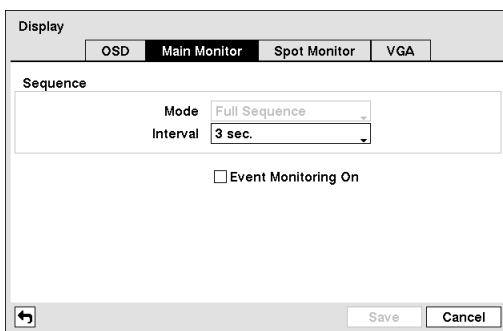 Display
OSD Main Monitor Spot Monitor VGA
Sequence
Mode Full Sequence
Interval 3 sec.
Event Monitoring On
Save Cancel